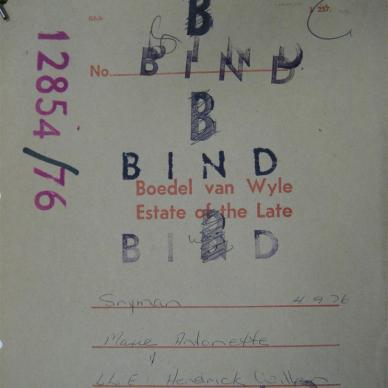 B
BIND
No.
B
12854/76
BIND
Boedel van Wyle
Estate of the Late
BIND
Snyman 4 9 76
Marie Antoinette
Hendrick